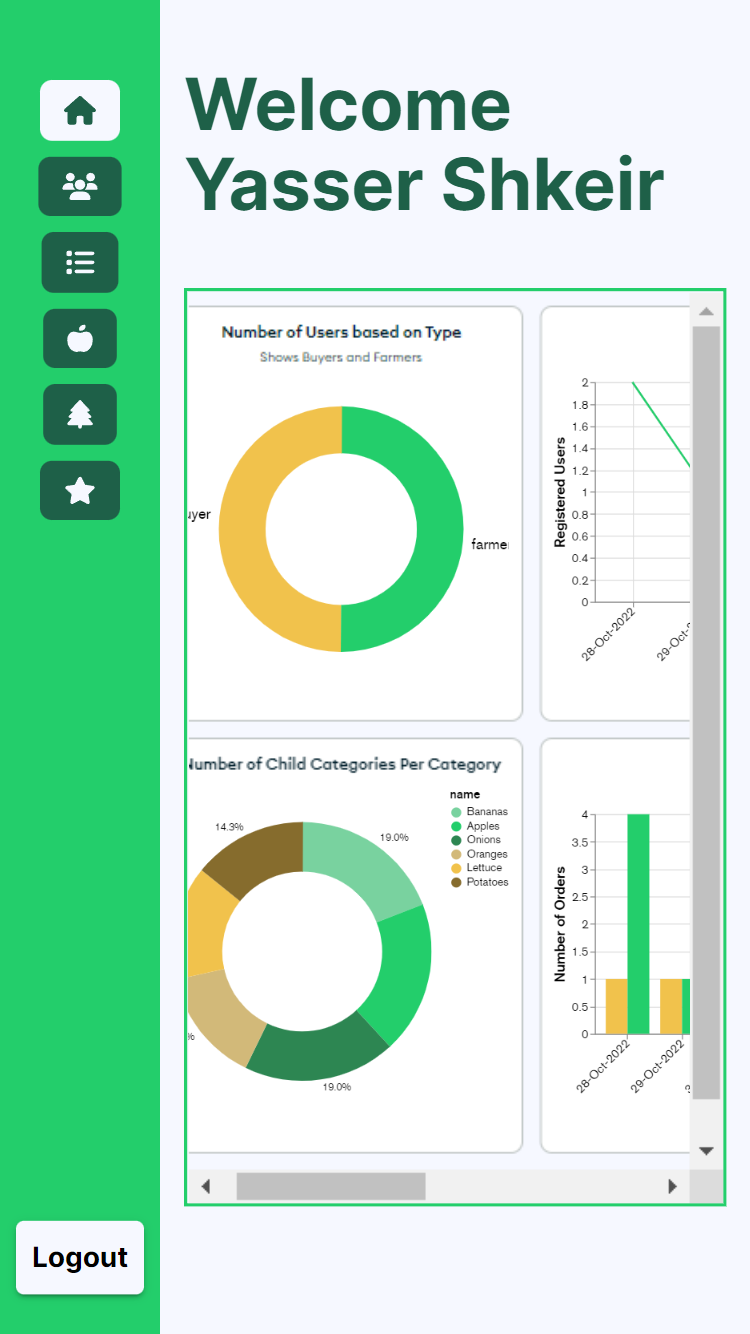 Welcome
Yasser Shkeir
Number of Users based on Type
Shows Buyers and Farmers
2
1.8
1.6
1.4
1.2
1
0.8
0.6
0.4
0.2
0
Registered Users
28-Oct-2022
Number of Child Categories Per Category
name
Bananas
Apples
Onions
Oranges
Lettuce
Potatoes
14.3%
19.0%
19.0%
4
3.5
3
2.5
2
1.5
1
0.5
0
Number of Orders
28-Oct-2022
29-Oct-2022
Logout